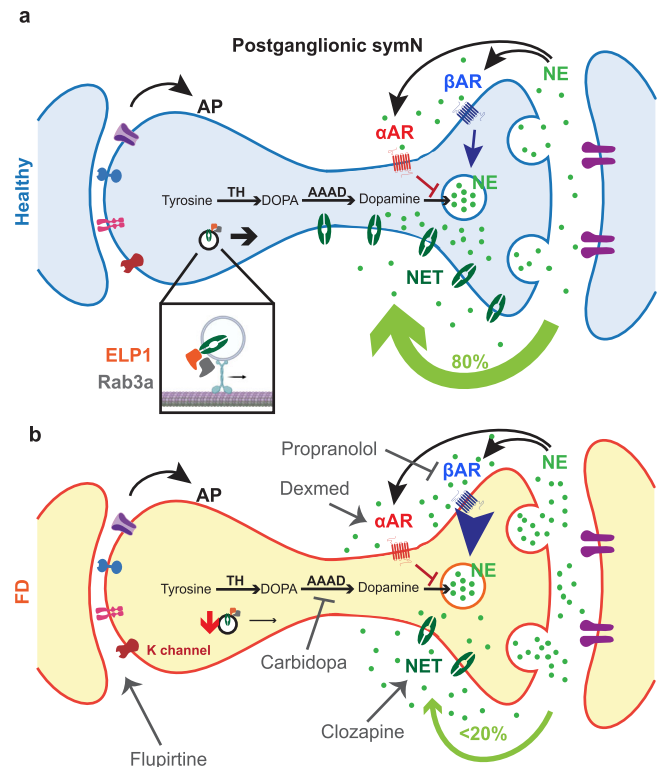 a
Postganglionic symN
NE
βAR
AP
αAR
Healthy
NE
Tyrosine TH DOPA AAAD Dopamine
NET
ELP1
Rab3a
80%
b
Propranolol
NE
βAR
Dexmed
AP
αAR
FD
NE
Tyrosine TH DOPA AAAD Dopamine
K channel
Carbidopa
NET
Clozapine
<20%
Flupirtine